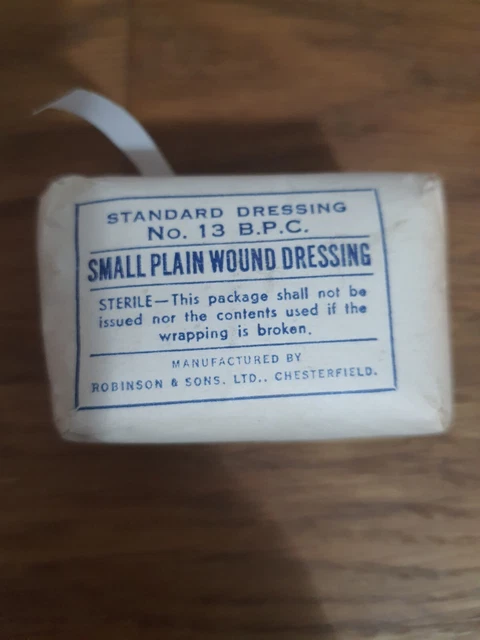 STANDARD DRESSING
No. 13 B.P.C.
SMALL PLAIN WOUND DRESSING
STERILE—This package shall not be
issued nor the contents used if the
wrapping is broken.
MANUFACTURED BY
ROBINSON & SONS. LTD., CHESTERFIELD.